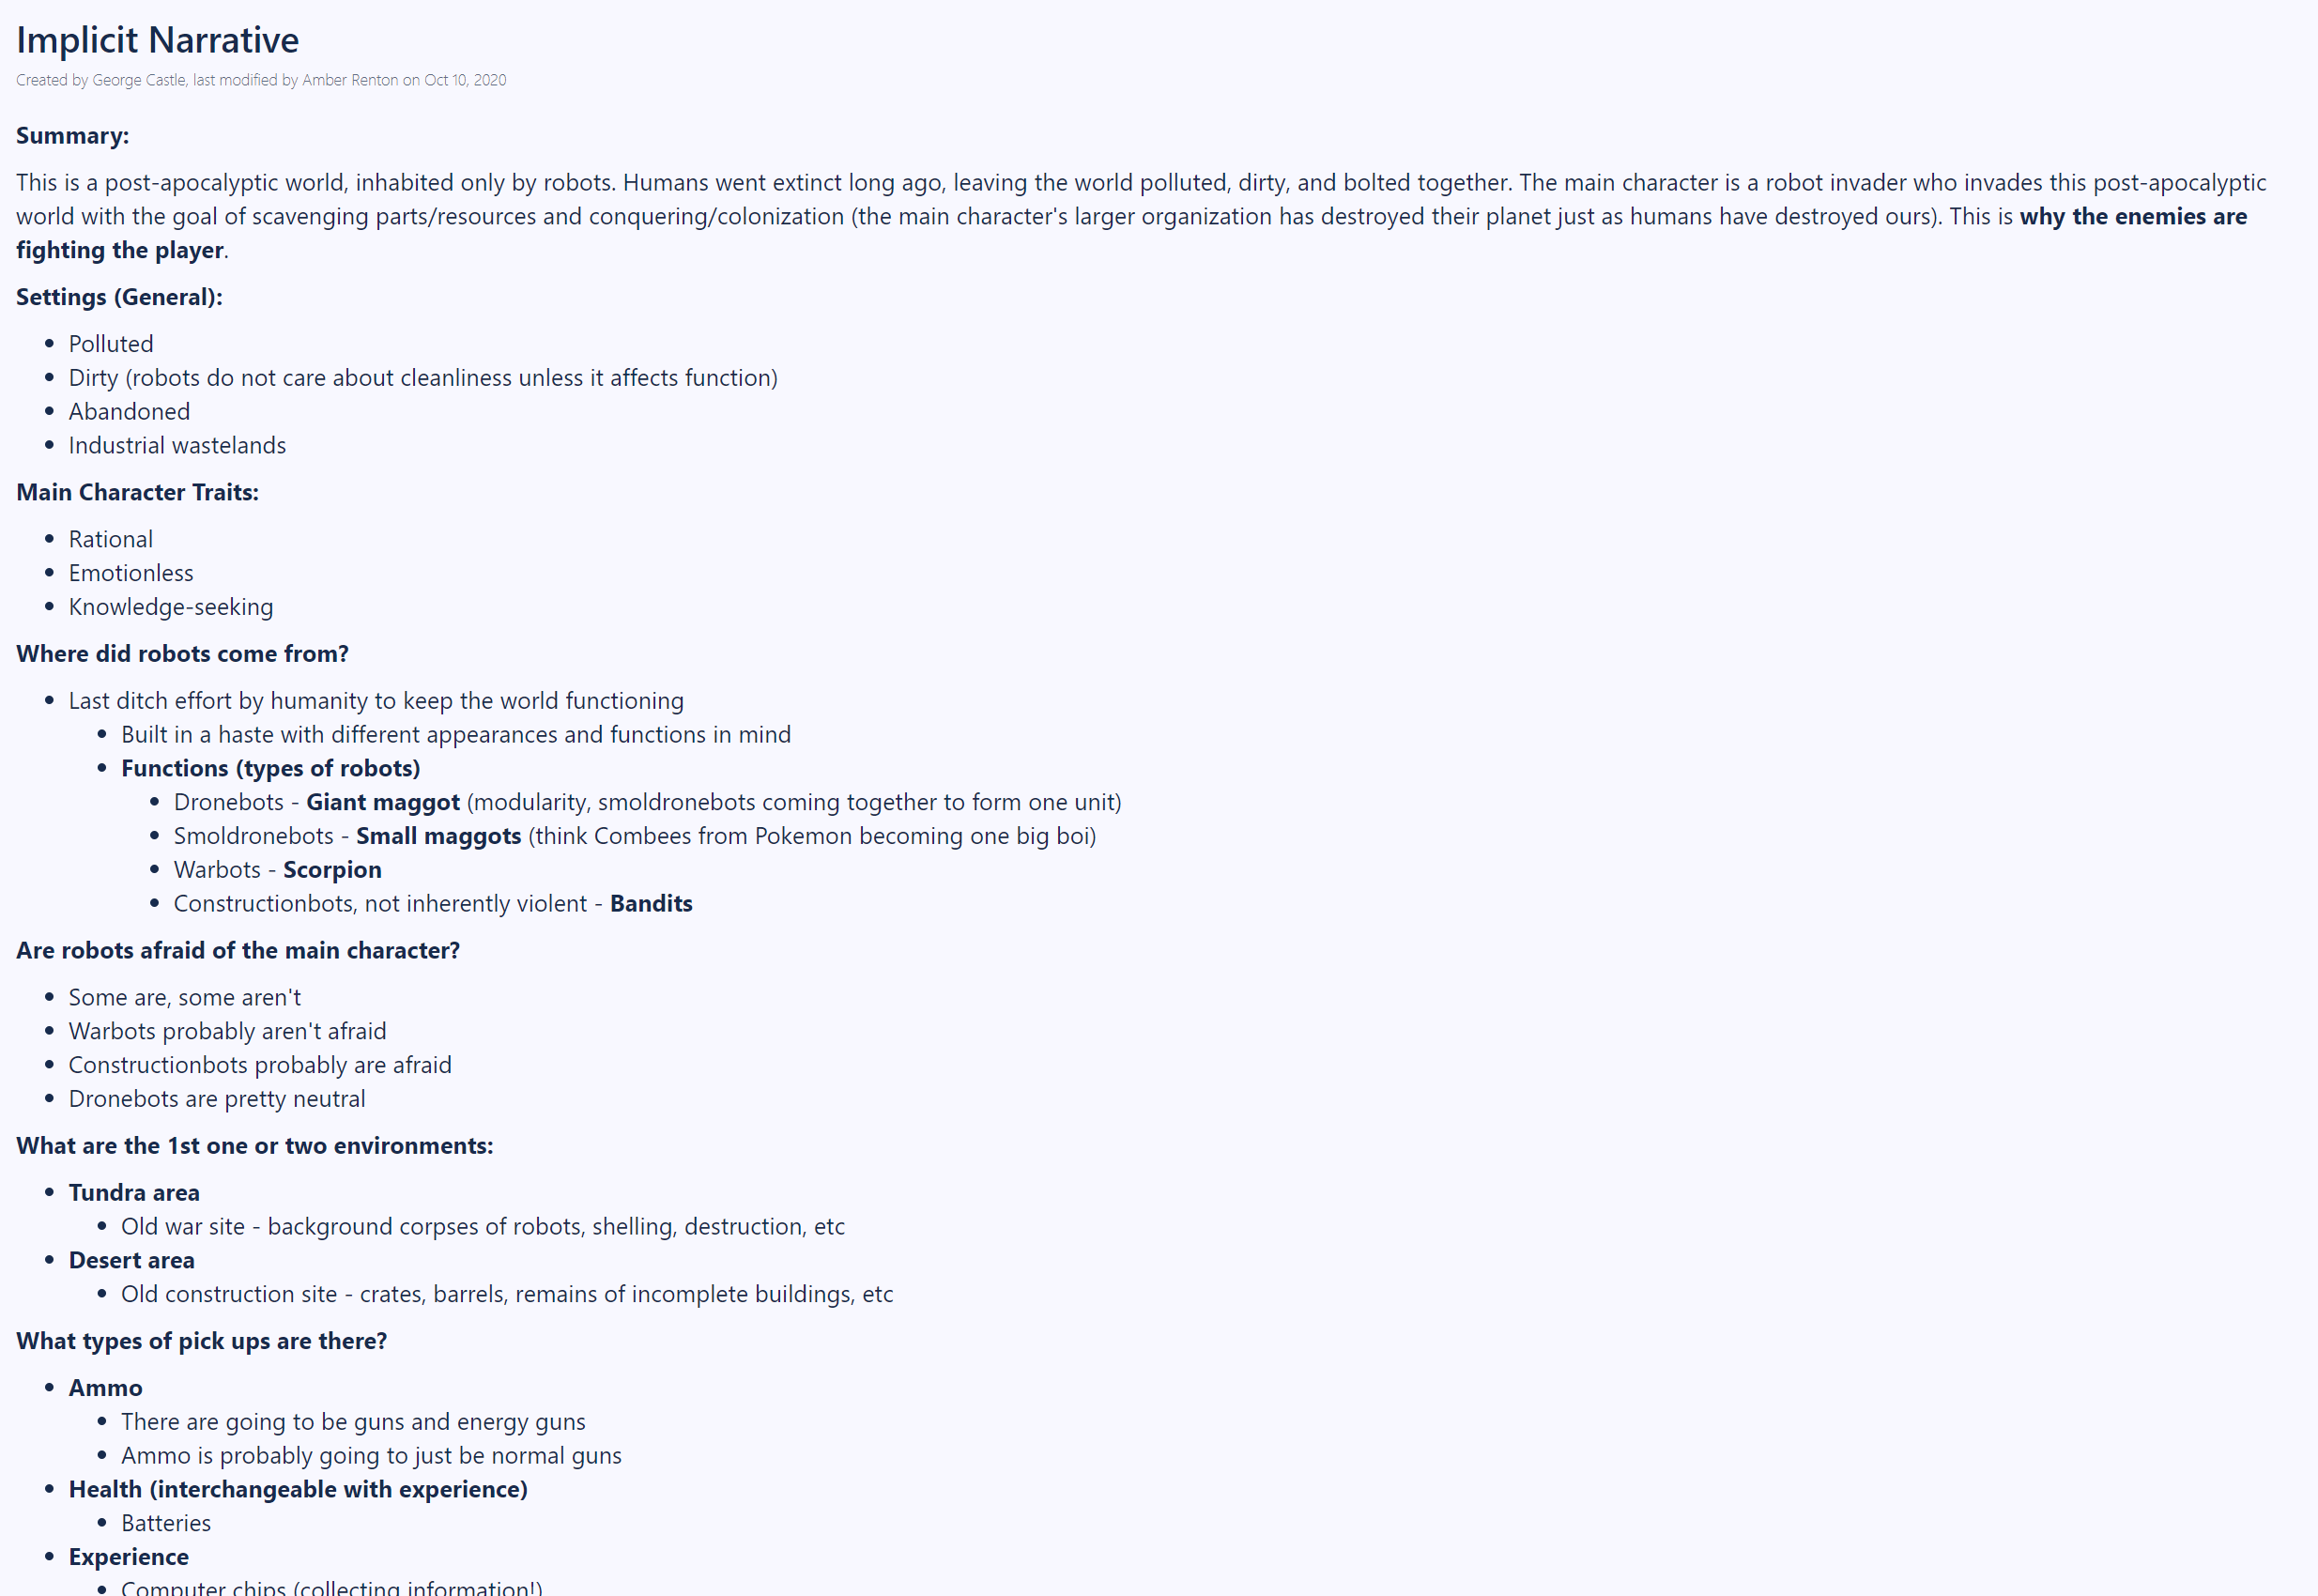 Implicit Narrative
Created by George Castle, last modified by Amber Renton on Oct 10, 2020
Summary:
This is a post-apocalyptic world, inhabited only by robots. Humans went extinct long ago, leaving the world polluted, dirty, and bolted together. The main character is a robot invader who invades this post-apocalyptic
world with the goal of scavenging parts/resources and conquering/colonization (the main character's larger organization has destroyed their planet just as humans have destroyed ours). This is why the enemies are
fighting the player.
Settings (General):
• Polluted
• Dirty (robots do not care about cleanliness unless it affects function)
• Abandoned
• Industrial wastelands
Main Character Traits:
• Rational
• Emotionless
• Knowledge-seeking
Where did robots come from?
• Last ditch effort by humanity to keep the world functioning
• Built in a haste with different appearances and functions in mind
• Functions (types of robots)
• Dronebots - Giant maggot (modularity, smoldronebots coming together to form one unit)
• Smoldronebots - Small maggots (think Combees from Pokemon becoming one big boi)
• Warbots - Scorpion
• Constructionbots, not inherently violent - Bandits
Are robots afraid of the main character?
• Some are, some aren't
• Warbots probably aren't afraid
• Constructionbots probably are afraid
• Dronebots are pretty neutral
What are the 1st one or two environments:
• Tundra area
• Old war site - background corpses of robots, shelling, destruction, etc
• Desert area
• Old construction site - crates, barrels, remains of incomplete buildings, etc
What types of pick ups are there?
• Ammo
• There are going to be guns and energy guns
• Ammo is probably going to just be normal guns
• Health (interchangeable with experience)
• Batteries
• Experience
• Computer chips (collecting information!)